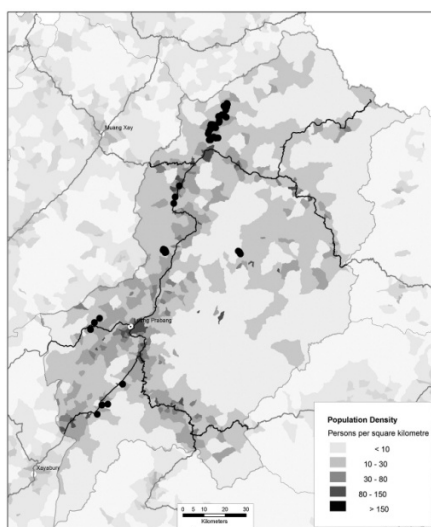 Muang Xay
Luang Prabang
Xayabury
Population Density
Persons per square kilometre
< 10
10 - 30
30 - 80
80 - 150
> 150
0 5 10 20 30
Kilometers